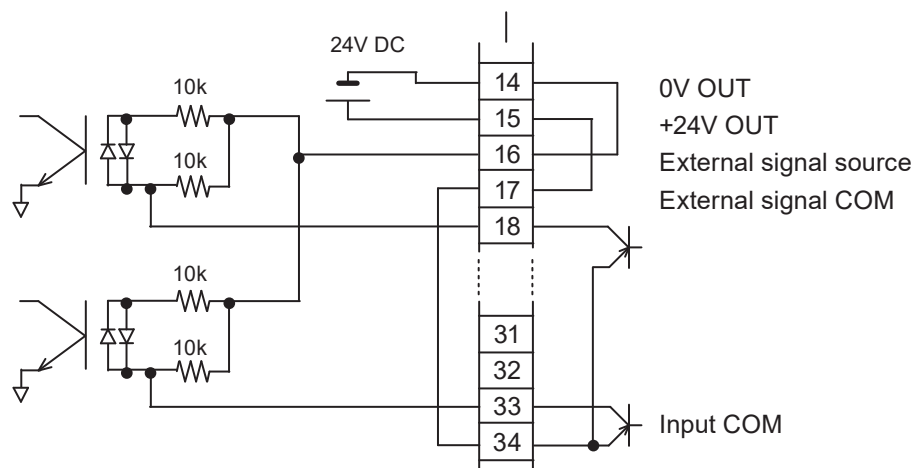 24V DC
14
0V OUT
10k
15
+24V OUT
10k
16
External signal source
17
External signal COM
18
10k
31
10k
32
33
Input COM
34